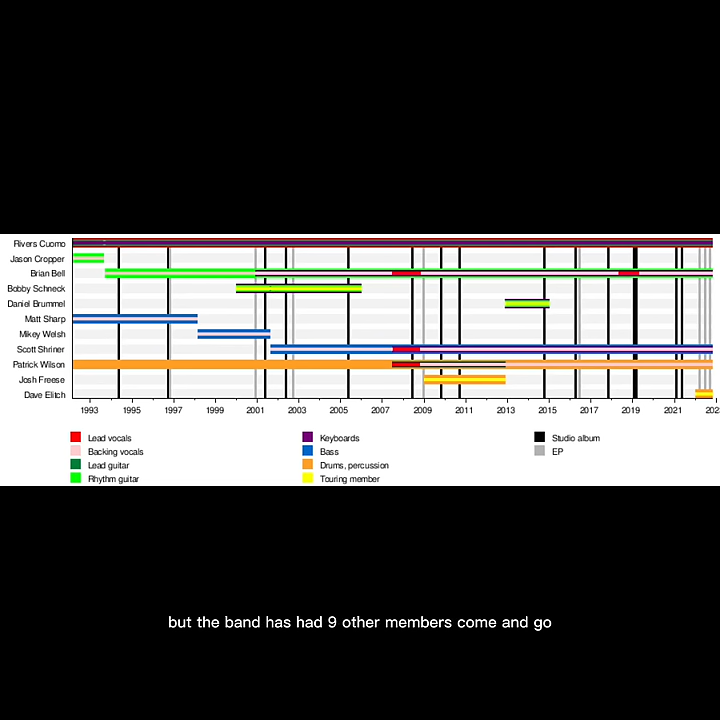 Rivers Cuomo
Jason Cropper
Brian Bell
Bobby Schneck
Daniel Brummel
Matt Sharp
Mikey Welsh
Scott Shriner
Patrick Wilson
Josh Freese
Dave Elitch
1993 1995 1997 1999 2001 2003 2005 2007 2009 2011 2013 2015 2017 2019 2021 202
Lead vocals Keyboards Studio album
Backing vocals Bass EP
Lead guitar Drums, percussion
Rhythm guitar Touring member
but the band has had 9 other members come and go